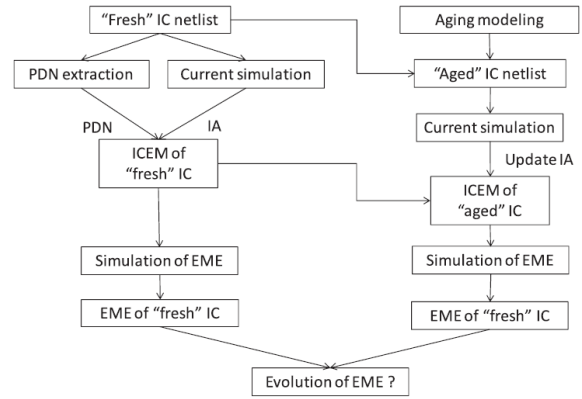 "Fresh" IC netlist
Aging modeling
PDN extraction
Current simulation
"Aged" IC netlist
PDN
IA
Current simulation
ICEM of
"fresh" IC
Update IA
ICEM of
"aged" IC
Simulation of EME
Simulation of EME
EME of "fresh" IC
EME of "fresh" IC
Evolution of EME ?